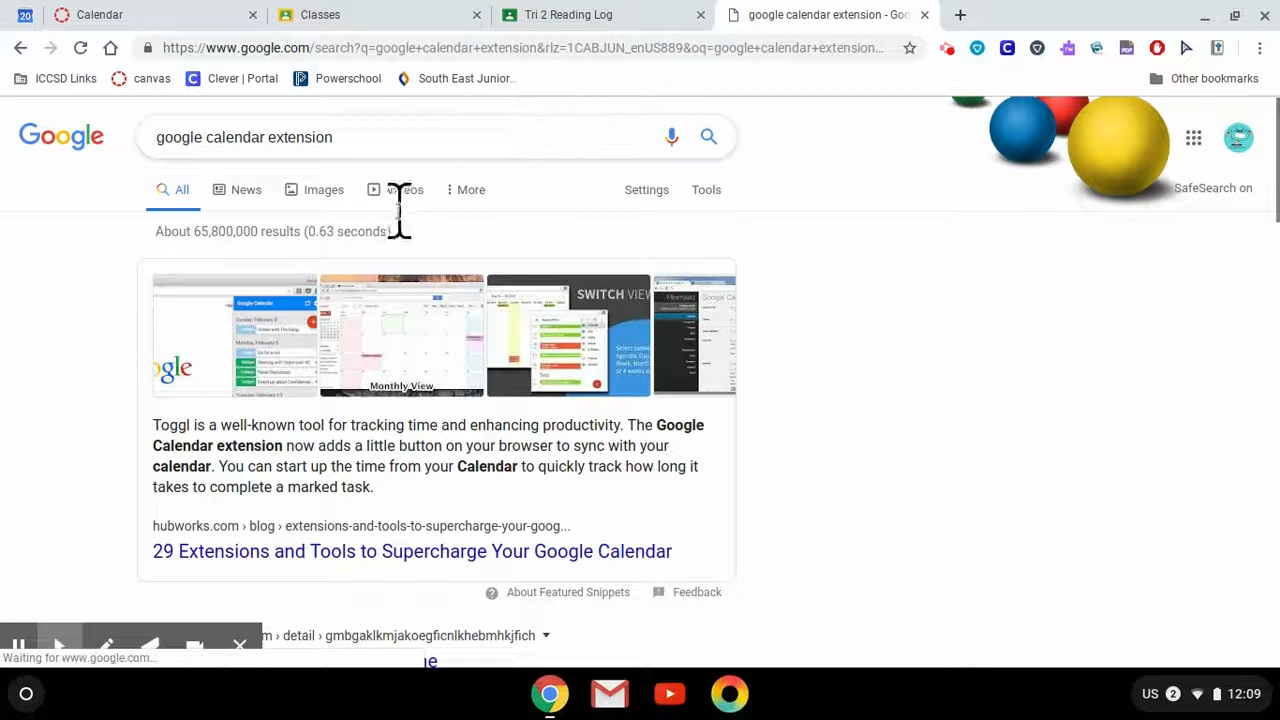 20 Calendar Classes Tri 2 Reading Log google calendar extension - Goo
https://www.google.com/search?q=google+calendar+extension&rlz=1CABJUN_enUS889&oq=google+calendar+extension...
ICCSD Links canvas Clever | Portal Powerschool South East Junior... Other bookmarks
Google google calendar extension
All News Images Videos More Settings Tools SafeSearch on
About 65,800,000 results (0.63 seconds)
Google Calendar SWITCH VIEW
Monthly View
Toggl is a well-known tool for tracking time and enhancing productivity. The Google
Calendar extension now adds a little button on your browser to sync with your
calendar. You can start up the time from your Calendar to quickly track how long it
takes to complete a marked task.
hubworks.com › blog › extensions-and-tools-to-supercharge-your-goog...
29 Extensions and Tools to Supercharge Your Google Calendar
About Featured Snippets Feedback
m › detail › gmbgaklkmjakoegficnlkhebmhkjfich
Waiting for www.google.com...
US 2 12:09